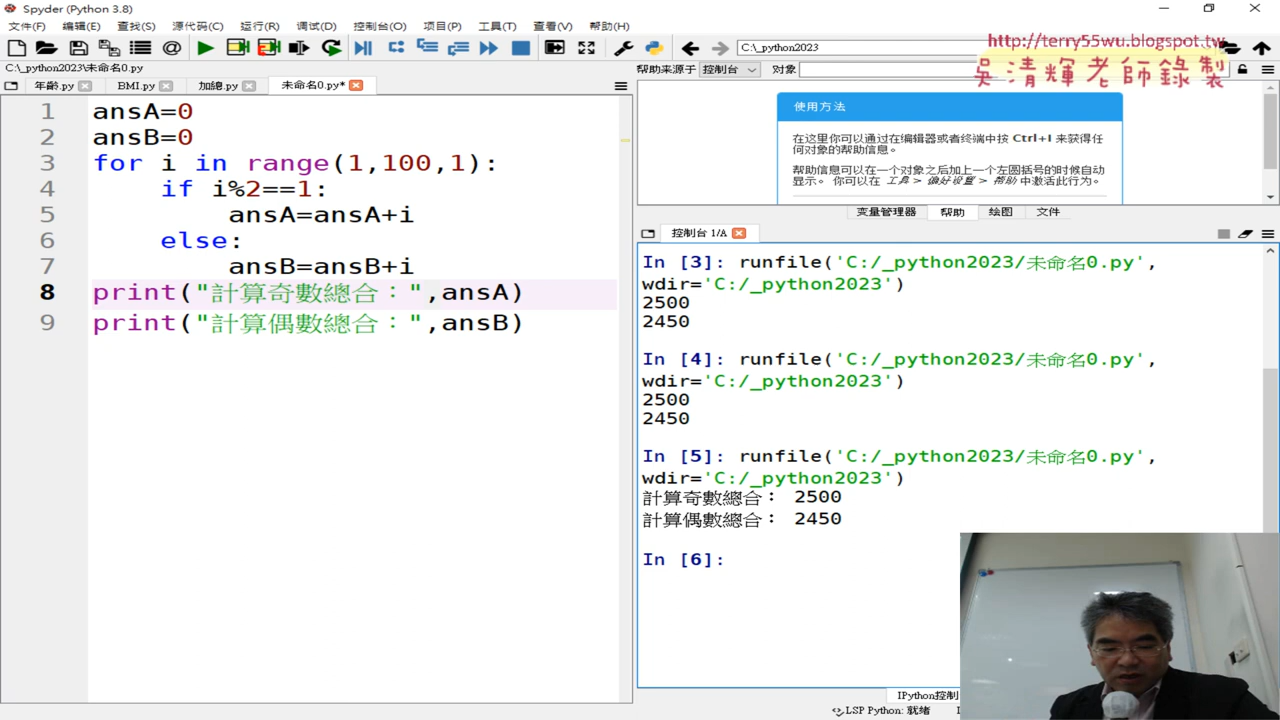 Spyder (Python 3.8)
文件(F) 编辑(E) 查找(S) 源代码(C) 运行(R) 调试(D) 控制台(O) 项目(P) 工具(T) 查看(V) 帮助(H)
C:\_python2023
http://terry55wu.blogspot.tw
吳清輝老師錄製
C:\_python2023\未命名0.py
帮助来源于 控制台 对象
年齡.py BMI.py 加總.py 未命名0.py*
1 ansA=0
2 ansB=0
3 for i in range(1,100,1):
4 if i%2==1:
5 ansA=ansA+i
6 else:
7 ansB=ansB+i
8 print("計算奇數總合：",ansA)
9 print("計算偶數總合：",ansB)
使用方法
在这里你可以通过在编辑器或者终端中按 Ctrl+I 来获得任
何对象的帮助信息。
帮助信息可以在一个对象之后加上一个左圆括号的时候自动
显示。 你可以在 工具 > 偏好设置 > 帮助 中激活此行为。
变量管理器 帮助 绘图 文件
控制台 1/A
In [3]: runfile('C:/_python2023/未命名0.py',
wdir='C:/_python2023')
2500
2450
In [4]: runfile('C:/_python2023/未命名0.py',
wdir='C:/_python2023')
2500
2450
In [5]: runfile('C:/_python2023/未命名0.py',
wdir='C:/_python2023')
計算奇數總合： 2500
計算偶數總合： 2450
In [6]:
IPython控制
LSP Python: 就绪